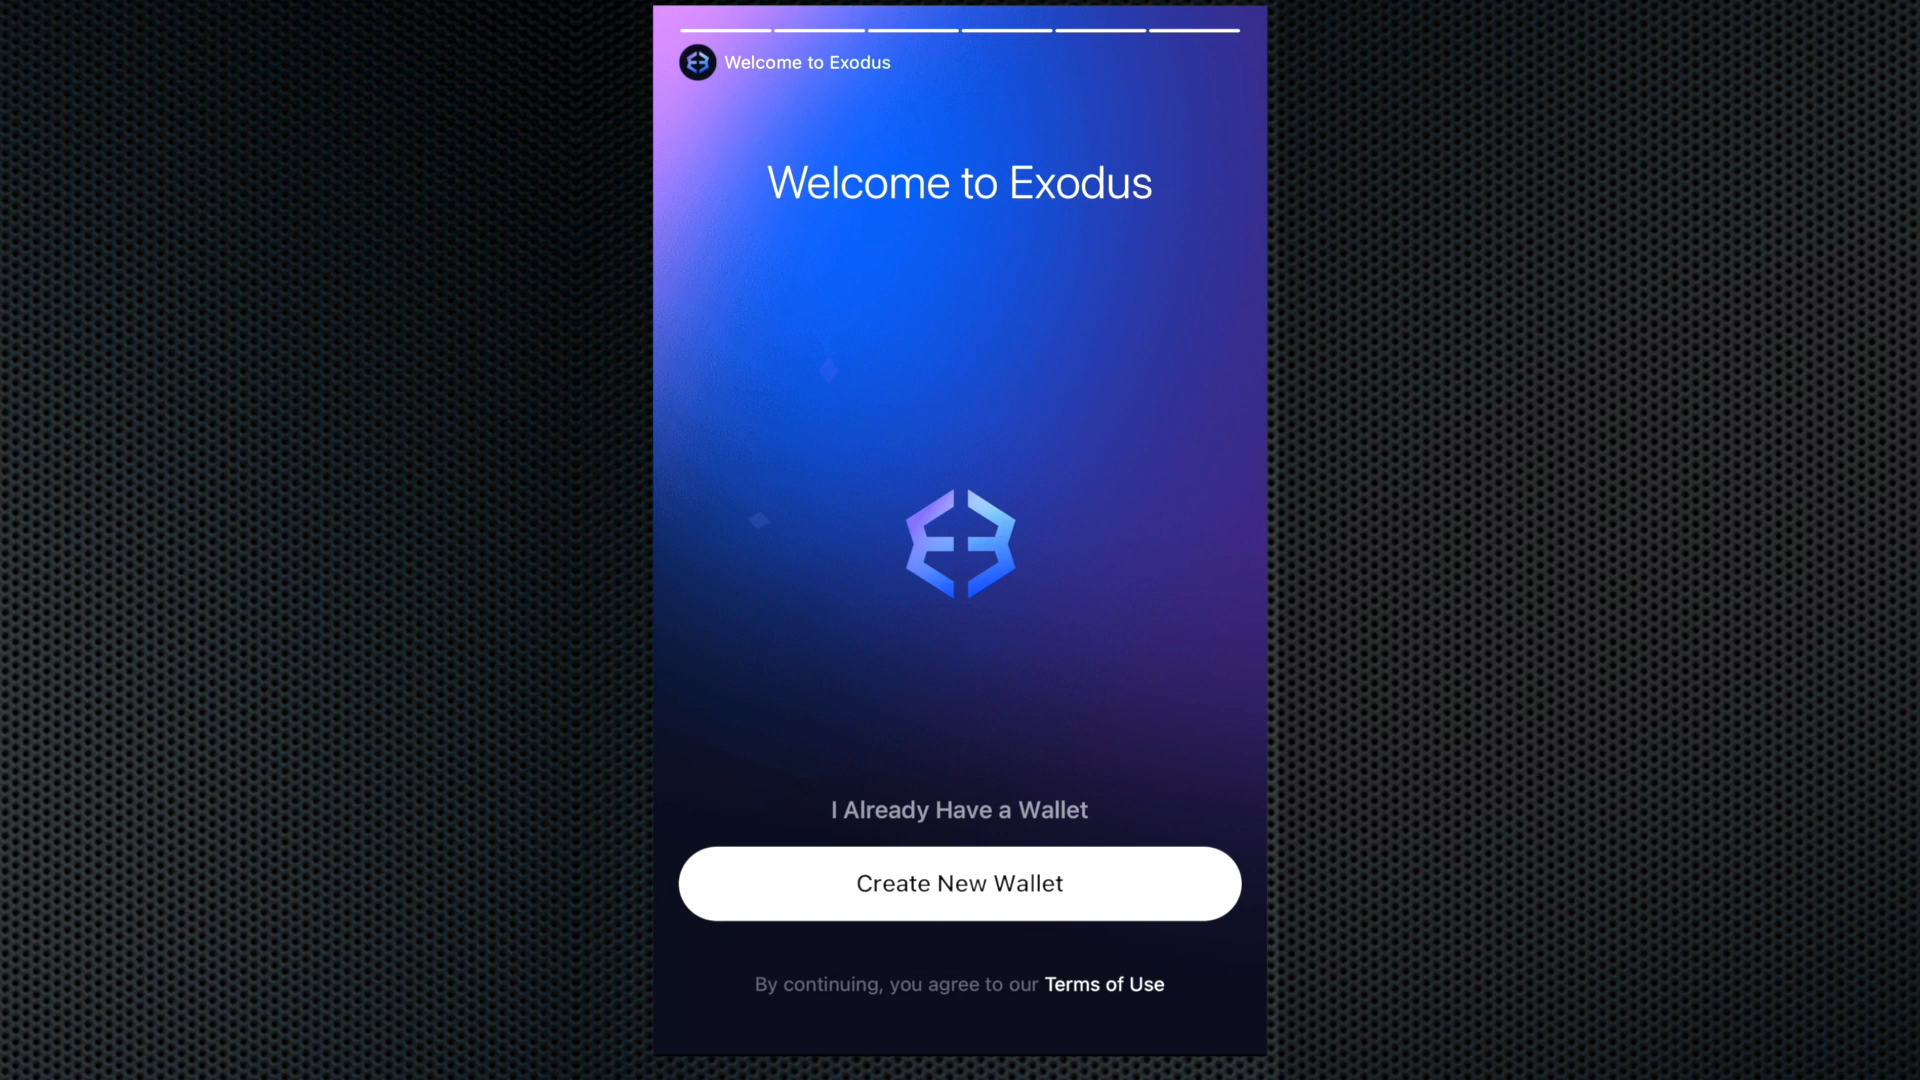 Welcome to Exodus
Welcome to Exodus
I Already Have a Wallet
Create New Wallet
By continuing, you agree to our Terms of Use